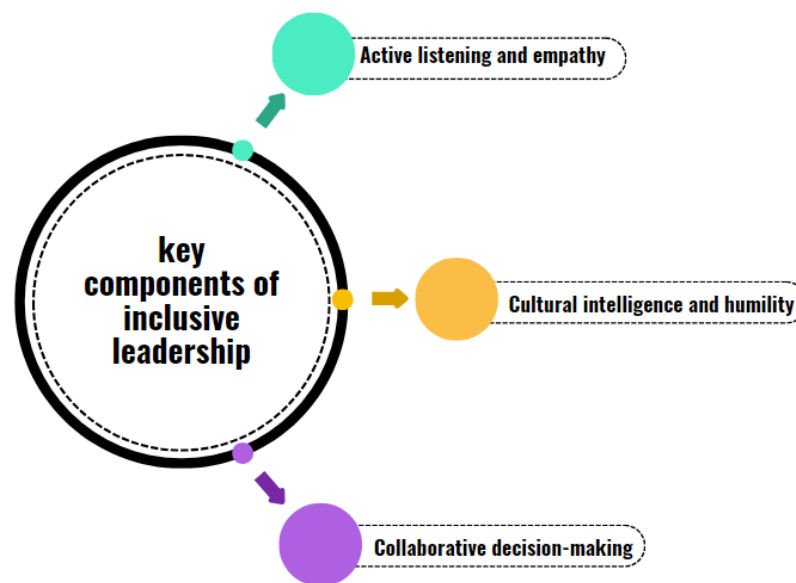 key
components of
inclusive
leadership
Active listening and empathy
Cultural intelligence and humility
Collaborative decision-making